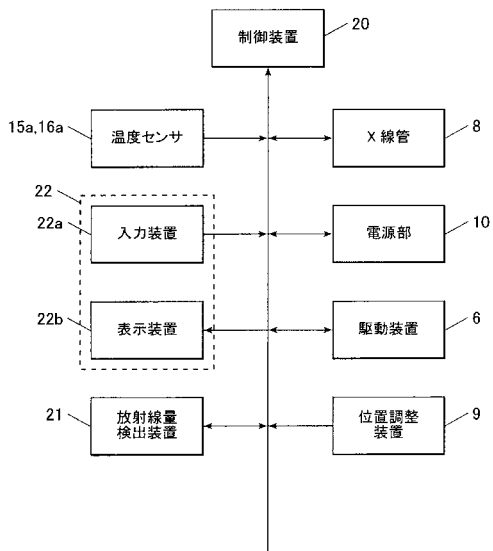 制御装置
20
15a,16a
温度センサ
X線管
8
22
22a
入力装置
電源部
10
22b
表示装置
駆動装置
6
21
放射線量
検出装置
位置調整
装置
9